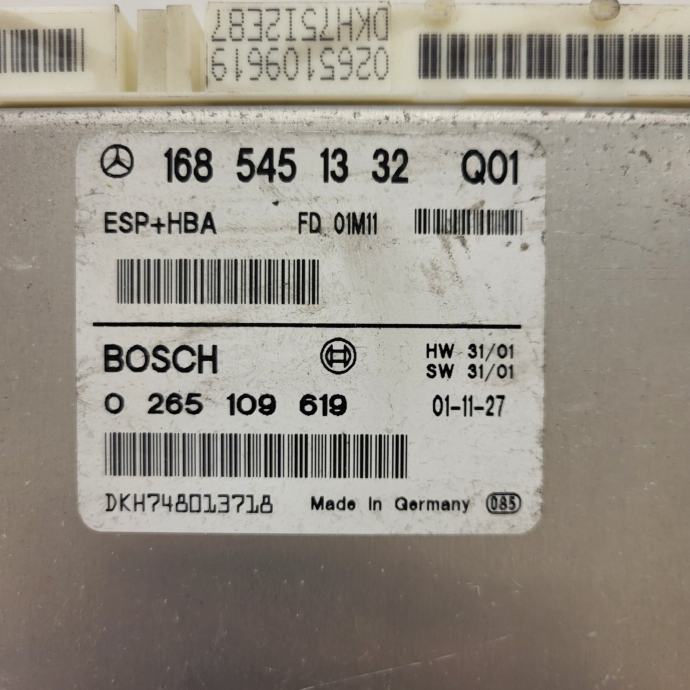 DKH75I2E87
0265109619
168 545 13 32 Q01
ESP+HBA FD 01M11
BOSCH
HW 31/01
SW 31/01
0 265 109 619 01-11-27
DKH748013718 Made In Germany 085